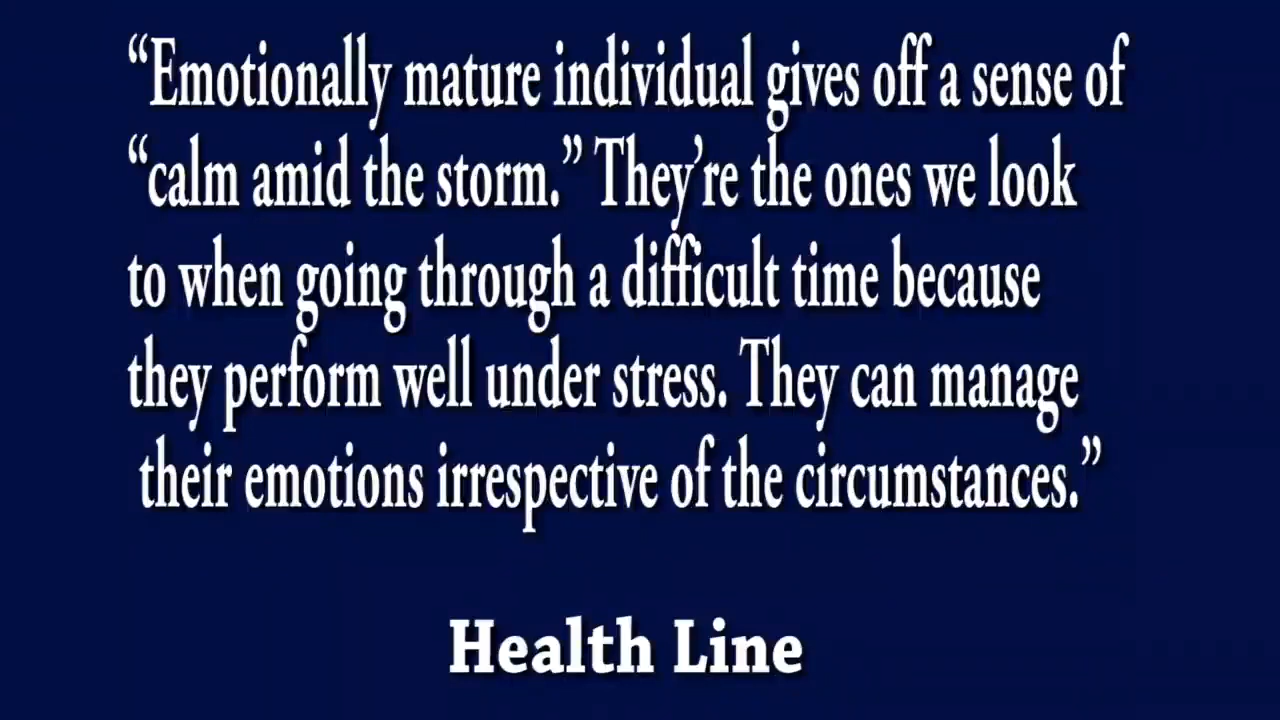 “Emotionally mature individual gives off a sense of
“calm amid the storm.” They’re the ones we look
to when going through a difficult time because
they perform well under stress. They can manage
their emotions irrespective of the circumstances.”
Health Line